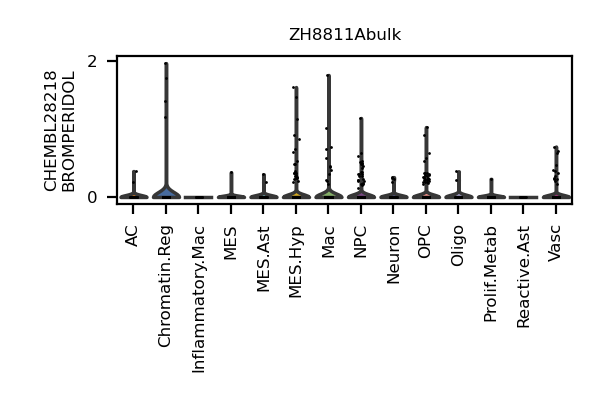 ZH8811Abulk
CHEMBL28218
BROMPERIDOL
2
0
AC
Chromatin.Reg
Inflammatory.Mac
MES
MES.Ast
MES.Hyp
Mac
NPC
Neuron
OPC
Oligo
Prolif.Metab
Reactive.Ast
Vasc